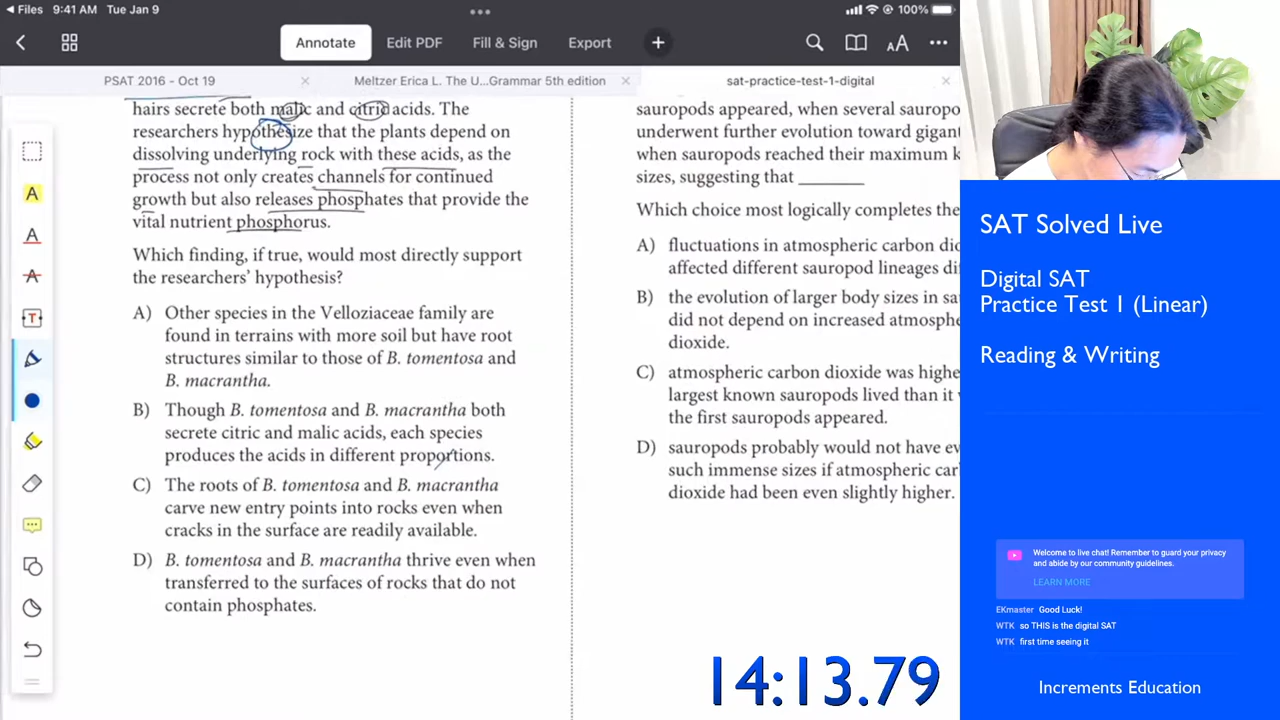 Files 9:41 AM Tue Jan 9
100%
Annotate Edit PDF Fill & Sign Export
AA
PSAT 2016 - Oct 19
Meltzer Erica L. The U...Grammar 5th edition
sat-practice-test-1-digital
hairs secrete both malic and citric acids. The
researchers hypothesize that the plants depend on
dissolving underlying rock with these acids, as the
process not only creates channels for continued
growth but also releases phosphates that provide the
vital nutrient phosphorus.
Which finding, if true, would most directly support
the researchers' hypothesis?
A) Other species in the Velloziaceae family are
found in terrains with more soil but have root
structures similar to those of B. tomentosa and
B. macrantha.
B) Though B. tomentosa and B. macrantha both
secrete citric and malic acids, each species
produces the acids in different proportions.
C) The roots of B. tomentosa and B. macrantha
carve new entry points into rocks even when
cracks in the surface are readily available.
D) B. tomentosa and B. macrantha thrive even when
transferred to the surfaces of rocks that do not
contain phosphates.
A
A
A
T
sauropods appeared, when several sauropo
underwent further evolution toward gigant
when sauropods reached their maximum k
sizes, suggesting that ______
Which choice most logically completes the
A) fluctuations in atmospheric carbon dio
affected different sauropod lineages di
B) the evolution of larger body sizes in sa
did not depend on increased atmosphe
dioxide.
C) atmospheric carbon dioxide was highe
largest known sauropods lived than it
the first sauropods appeared.
D) sauropods probably would not have ev
such immense sizes if atmospheric car
dioxide had been even slightly higher.
14:13.79
SAT Solved Live
Digital SAT
Practice Test 1 (Linear)
Reading & Writing
Welcome to live chat! Remember to guard your privacy
and abide by our community guidelines.
LEARN MORE
EKmaster Good Luck!
WTK so THIS is the digital SAT
WTK first time seeing it
Increments Education